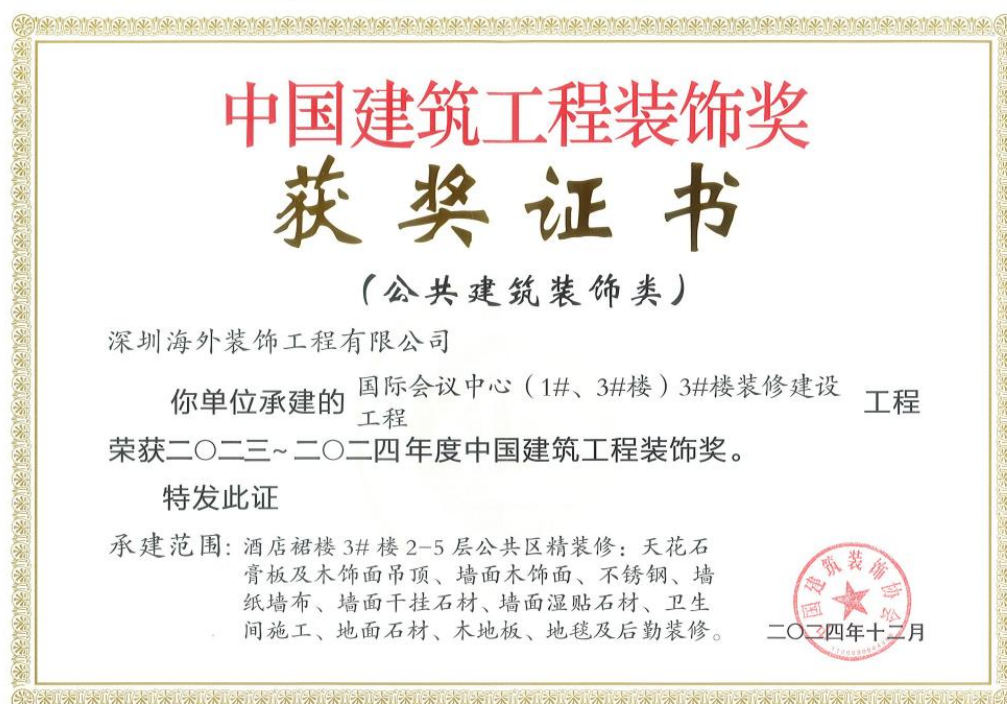 中国建筑工程装饰奖
获奖证书
(公共建筑装饰类)
深圳海外装饰工程有限公司
你单位承建的 国际会议中心(1#、3#楼)3#楼装修建设工程 工程
荣获二〇二三~二〇二四年度中国建筑工程装饰奖。
特发此证
承建范围: 酒店裙楼 3# 楼 2-5 层公共区精装修:天花石
膏板及木饰面吊顶、墙面木饰面、不锈钢、墙
纸墙布、墙面干挂石材、墙面湿贴石材、卫生
间施工、地面石材、木地板、地毯及后勤装修。
中国建筑装饰协会
二〇二四年十二月